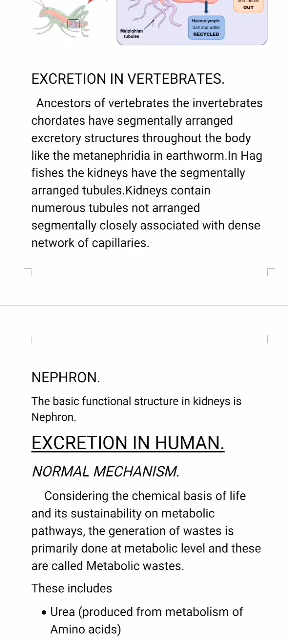 OUT
Malpighian
tubules
Haemolymph
salt and water
RECYCLED
EXCRETION IN VERTEBRATES.
Ancestors of vertebrates the invertebrates
chordates have segmentally arranged
excretory structures throughout the body
like the metanephridia in earthworm.In Hag
fishes the kidneys have the segmentally
arranged tubules.Kidneys contain
numerous tubules not arranged
segmentally closely associated with dense
network of capillaries.
NEPHRON.
The basic functional structure in kidneys is
Nephron.
EXCRETION IN HUMAN.
NORMAL MECHANISM.
Considering the chemical basis of life
and its sustainability on metabolic
pathways, the generation of wastes is
primarily done at metabolic level and these
are called Metabolic wastes.
These includes
• Urea (produced from metabolism of
Amino acids)